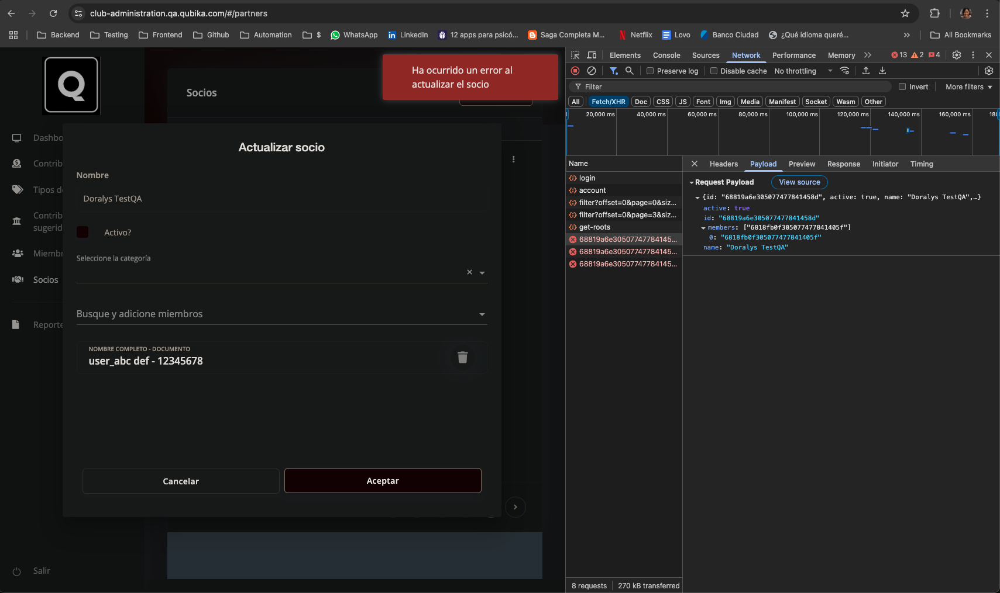 club-administration.qa.qubika.com/#/partners
Backend
Testing
Frontend
Github
Automation
$
WhatsApp
LinkedIn
12 apps para psicó...
Saga Completa M...
Netflix
Lovo
Banco Ciudad
¿Qué idioma queré...
»
All Bookmarks
Q
Dashbo
Contrib
Tipos de
Contrib
sugerid
Miembr
Socios
Reporte
Salir
Socios
Ha ocurrido un error al
actualizar el socio
Actualizar socio
Nombre
Doralys TestQA
Activo?
Seleccione la categoría
Busque y adicione miembros
NOMBRE COMPLETO - DOCUMENTO
user_abc def - 12345678
Cancelar
Aceptar
Elements
Console
Sources
Network
Performance
Memory
13
2
4
Preserve log
Disable cache
No throttling
Filter
Invert
More filters
All
Fetch/XHR
Doc
CSS
JS
Font
Img
Media
Manifest
Socket
Wasm
Other
20,000 ms
40,000 ms
60,000 ms
80,000 ms
100,000 ms
120,000 ms
140,000 ms
160,000 ms
Name
login
account
filter?offset=0&page=0&siz...
filter?offset=0&page=3&siz...
get-roots
68819a6e30507747784145...
68819a6e30507747784145...
68819a6e30507747784145...
8 requests
270 kB transferred
Headers
Payload
Preview
Response
Initiator
Timing
Request Payload
View source
{id: "68819a6e305077477841458d", active: true, name: "Doralys TestQA",…}
active: true
id: "68819a6e305077477841458d"
members: ["6818fb0f305077477841405f"]
0: "6818fb0f305077477841405f"
name: "Doralys TestQA"